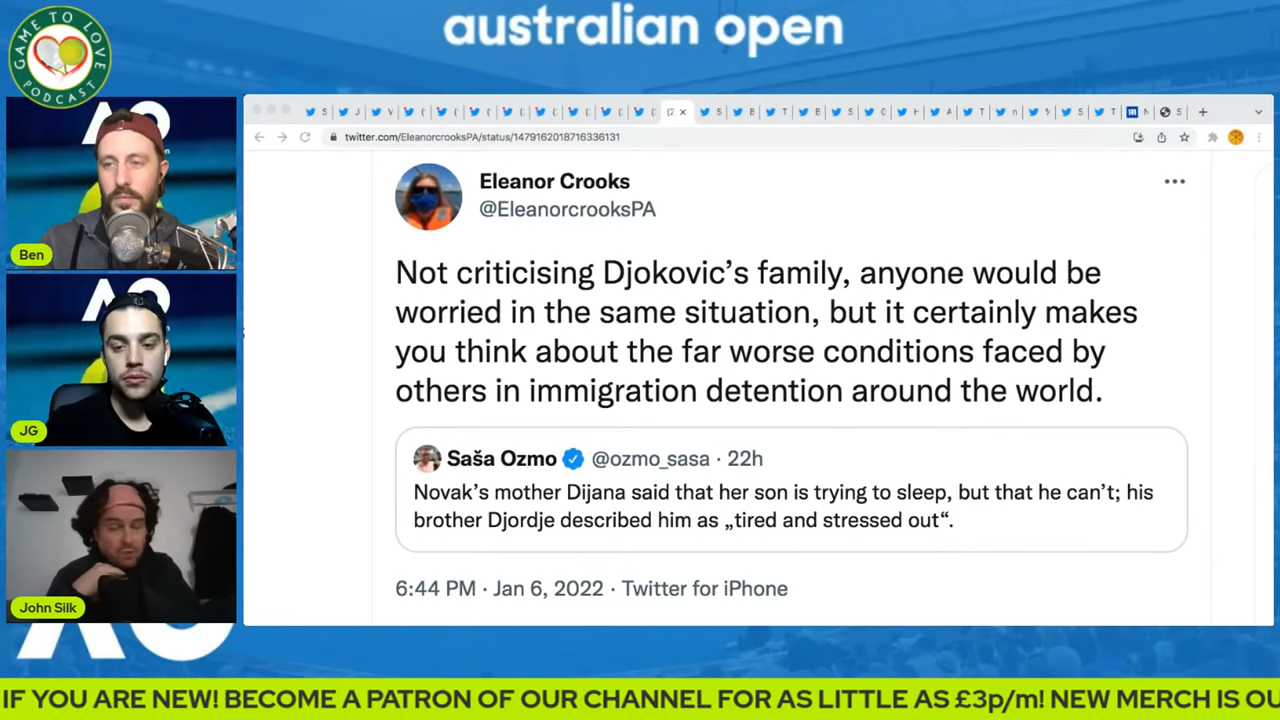 australian open
GAME TO LOVE
PODCAST
twitter.com/EleanorcrooksPA/status/1479162018716336131
Eleanor Crooks
@EleanorcrooksPA
Not criticising Djokovic’s family, anyone would be
worried in the same situation, but it certainly makes
you think about the far worse conditions faced by
others in immigration detention around the world.
Saša Ozmo @ozmo_sasa · 22h
Novak’s mother Dijana said that her son is trying to sleep, but that he can’t; his
brother Djordje described him as „tired and stressed out“.
6:44 PM · Jan 6, 2022 · Twitter for iPhone
AO
Ben
AO
JG
John Silk
AO
IF YOU ARE NEW! BECOME A PATRON OF OUR CHANNEL FOR AS LITTLE AS £3p/m! NEW MERCH IS OU